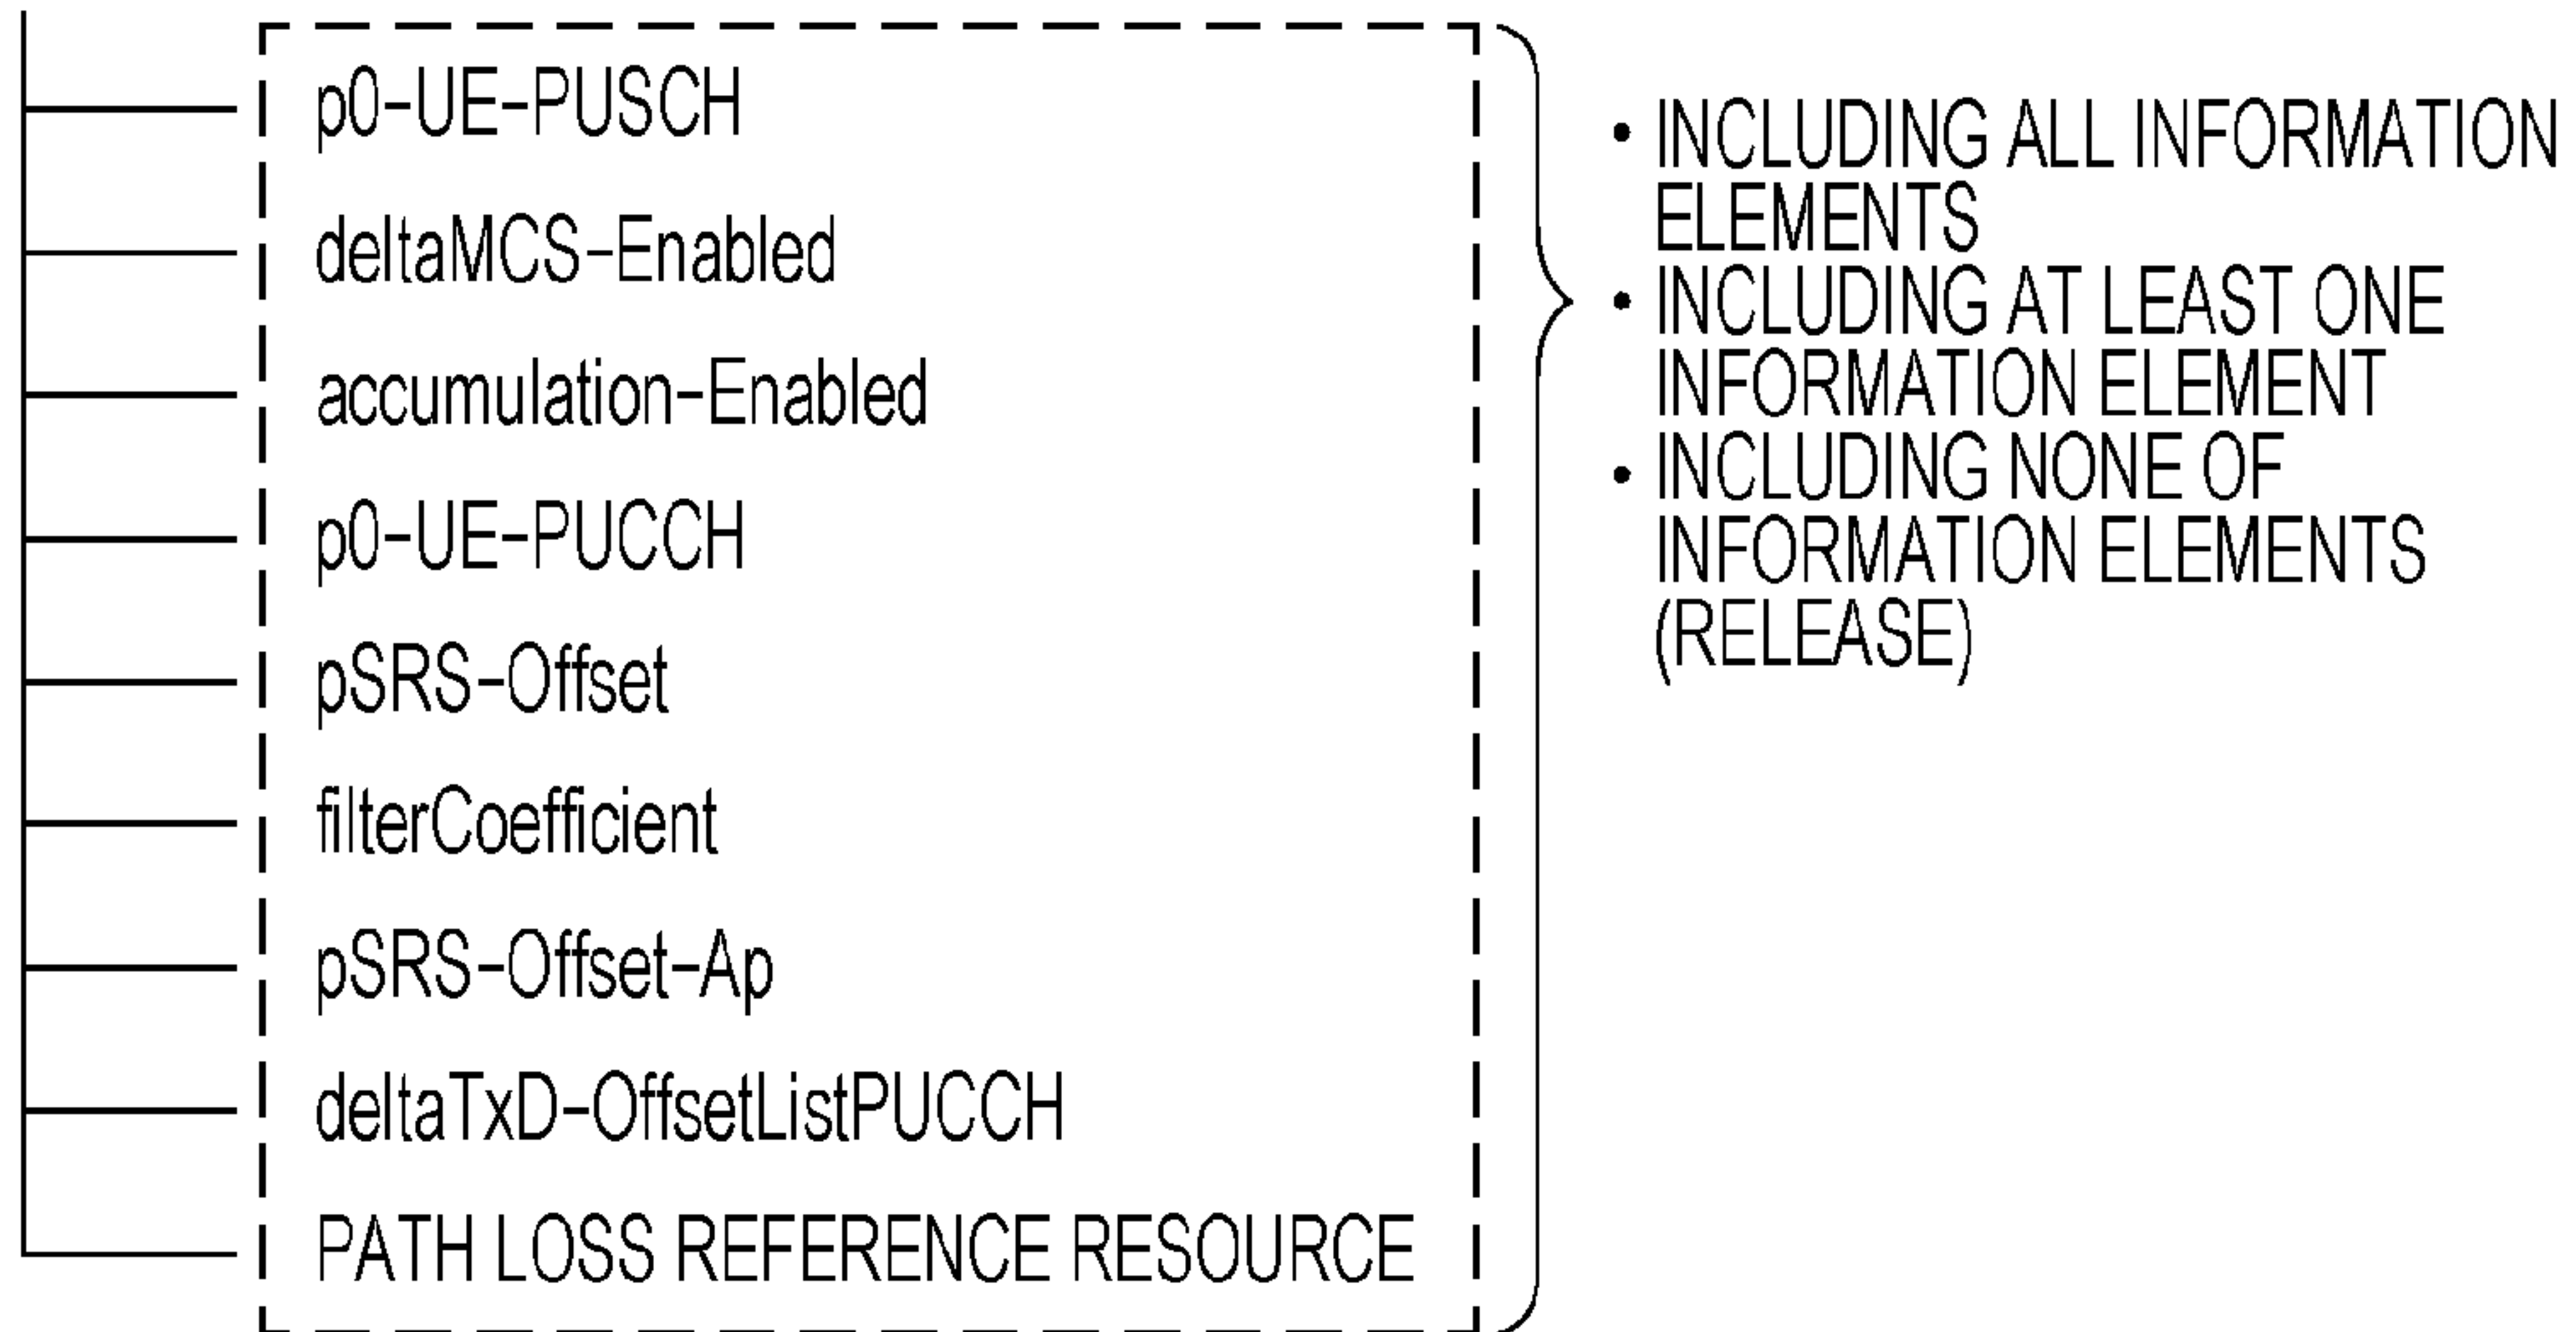 p0-UE-PUSCH
deltaMCS-Enabled
accumulation-Enabled
p0-UE-PUCCH
pSRS-Offset
filterCoefficient
pSRS-Offset-Ap
deltaTxD-OffsetListPUCCH
PATH LOSS REFERENCE RESOURCE
• INCLUDING ALL INFORMATION
ELEMENTS
• INCLUDING AT LEAST ONE
INFORMATION ELEMENT
• INCLUDING NONE OF
INFORMATION ELEMENTS
(RELEASE)